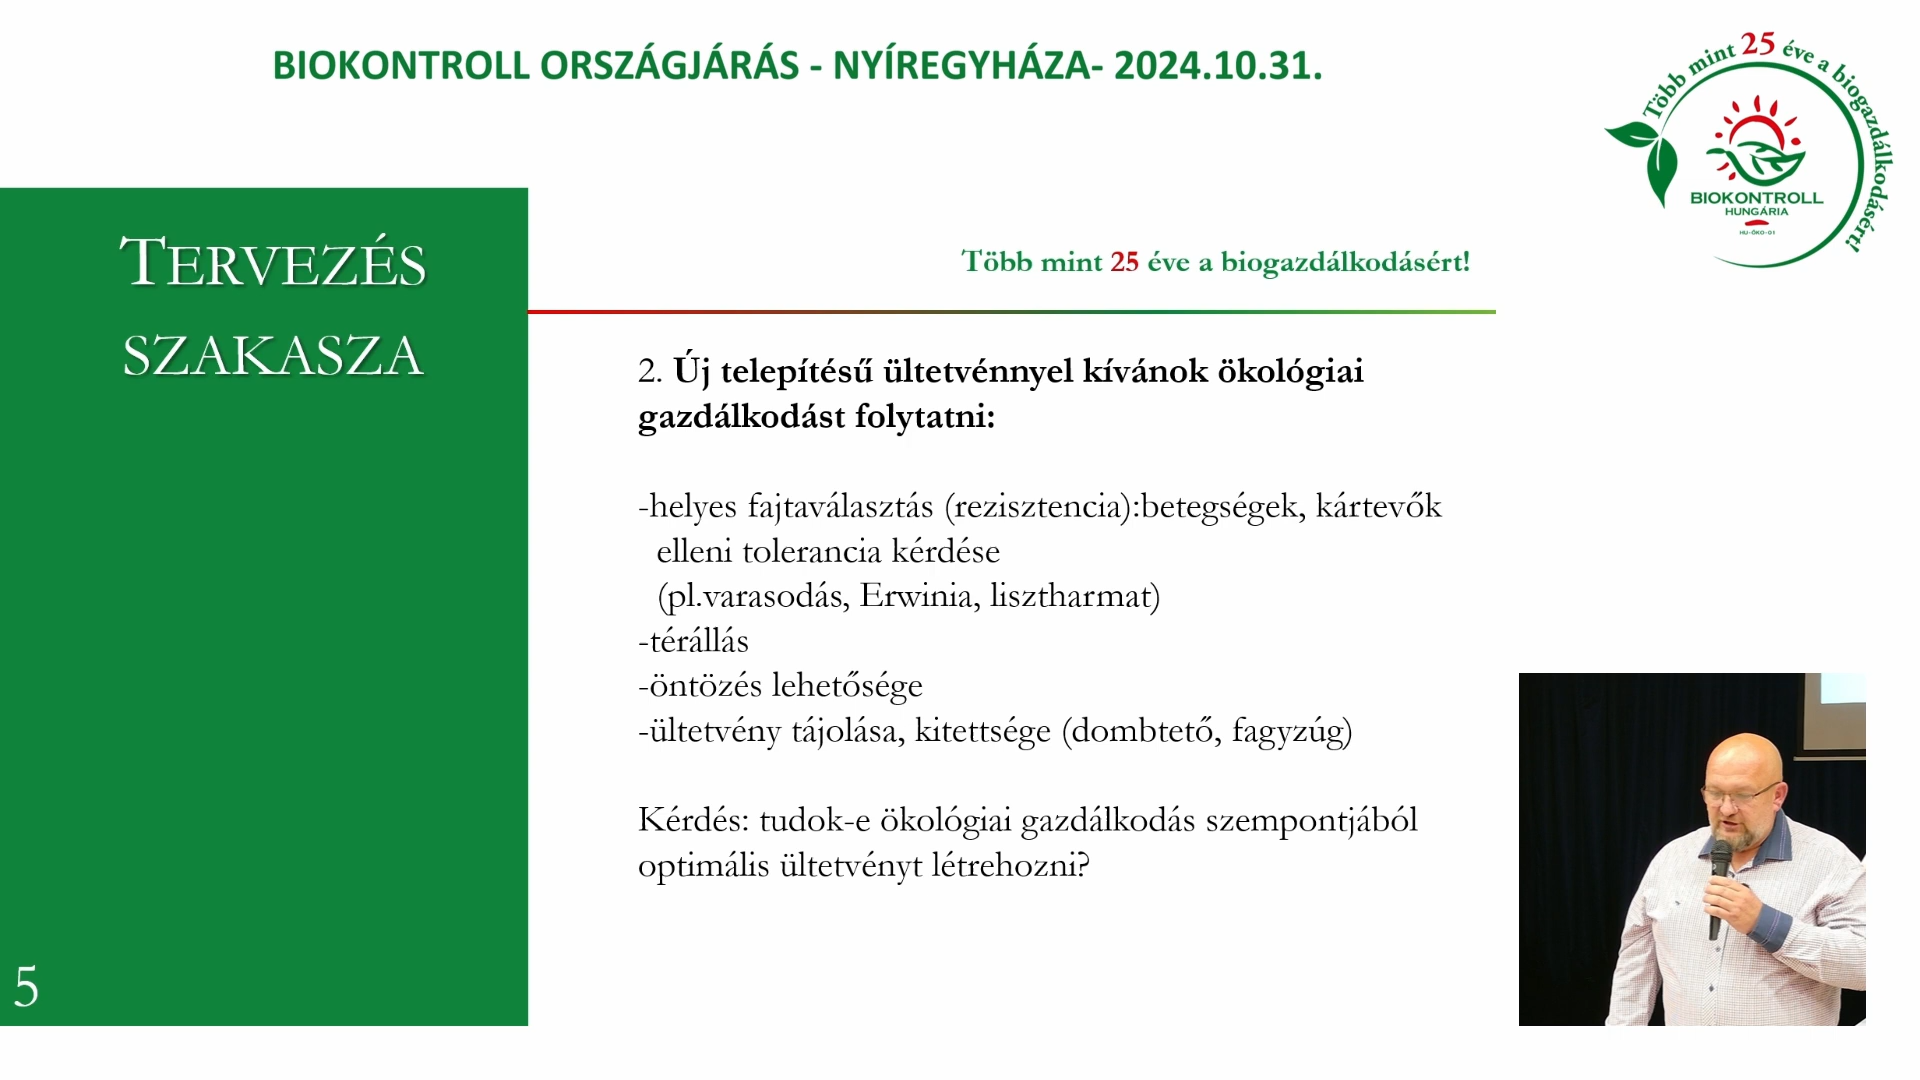 BIOKONTROLL ORSZÁGJÁRÁS - NYÍREGYHÁZA- 2024.10.31.
Több mint 25 éve a biogazdálkodásért!
BIOKONTROLL
HUNGÁRIA
HU-ÖKO-01
TERVEZÉS
SZAKASZA
Több mint 25 éve a biogazdálkodásért!
2. Új telepítésű ültetvénnyel kívánok ökológiai
gazdálkodást folytatni:
-helyes fajtaválasztás (rezisztencia):betegségek, kártevők
elleni tolerancia kérdése
(pl.varasodás, Erwinia, lisztharmat)
-térállás
-öntözés lehetősége
-ültetvény tájolása, kitettsége (dombtető, fagyzúg)
Kérdés: tudok-e ökológiai gazdálkodás szempontjából
optimális ültetvényt létrehozni?
5